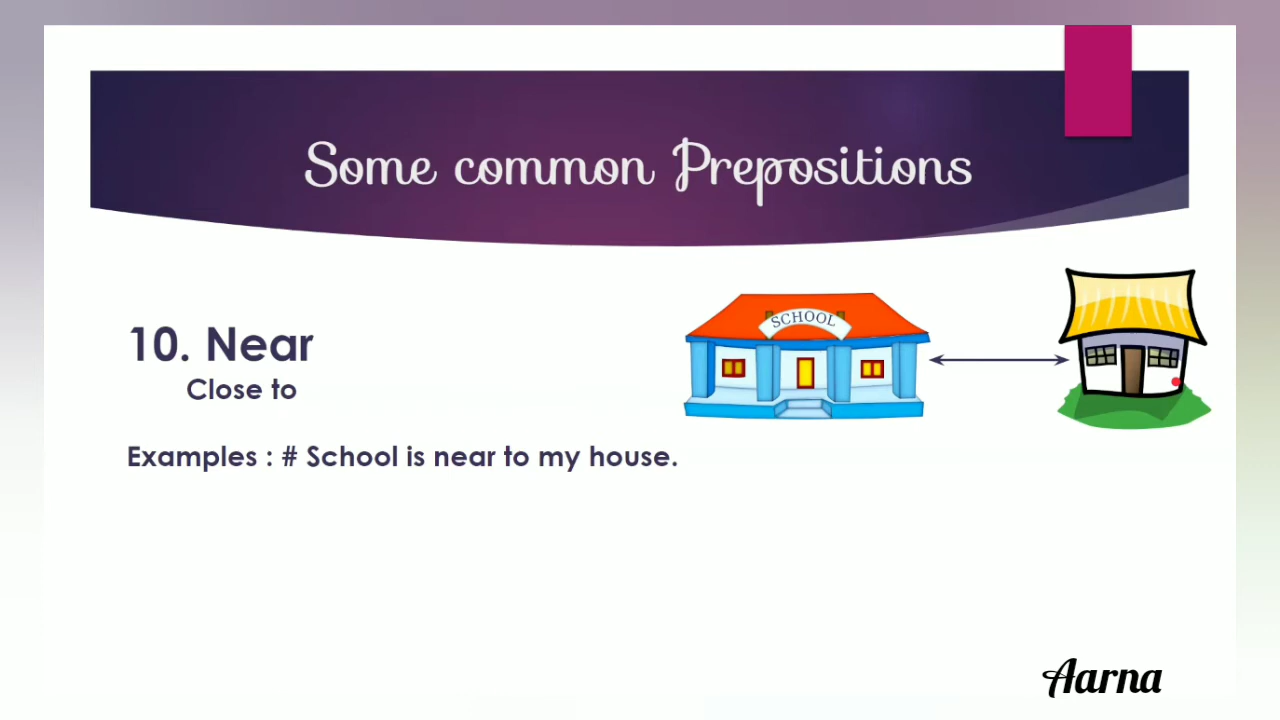 Some common Prepositions
SCHOOL
10. Near
Close to
Examples : # School is near to my house.
Aarna